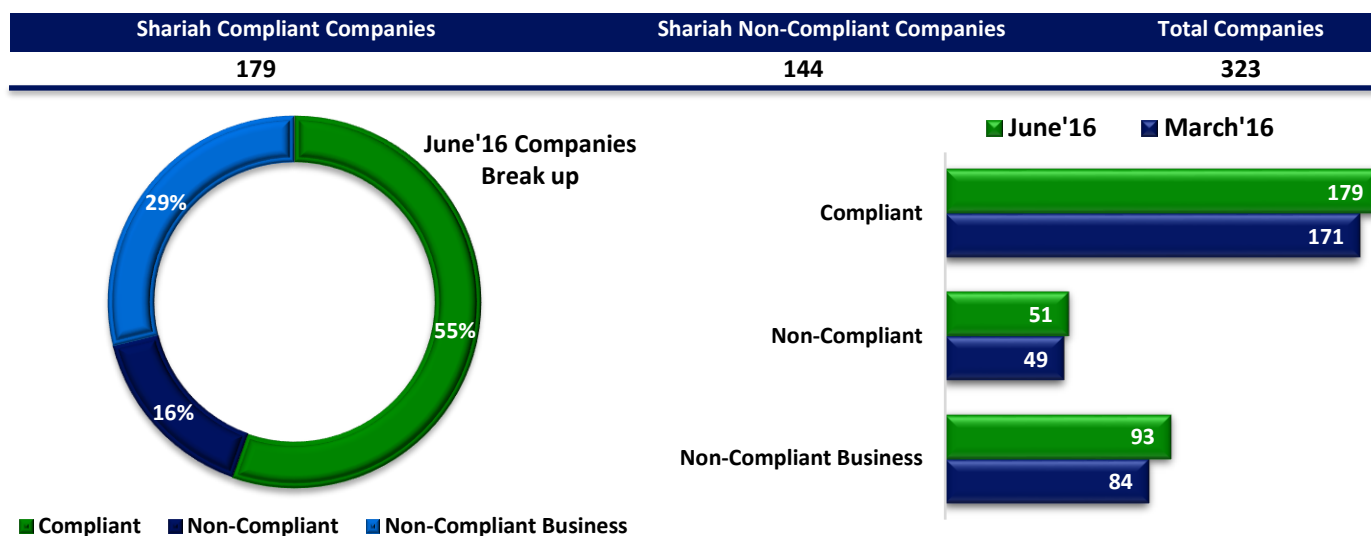 Shariah Compliant Companies Shariah Non-Compliant Companies Total Companies
179 144 323
June'16 Companies
Break up
29%
55%
16%
Compliant Non-Compliant Non-Compliant Business
June'16 March'16
Compliant
179
171
Non-Compliant
51
49
Non-Compliant Business
93
84